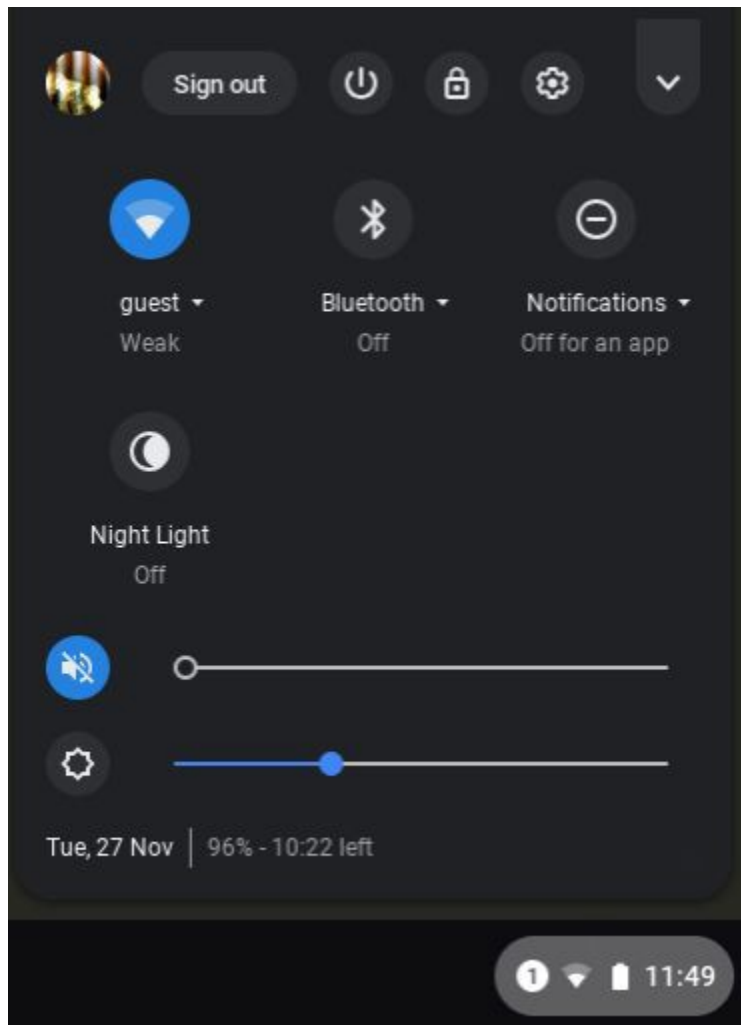 Sign out
guest Bluetooth Notifications
Weak Off Off for an app
Night Light
Off
Tue, 27 Nov 96% - 10:22 left
1 11:49